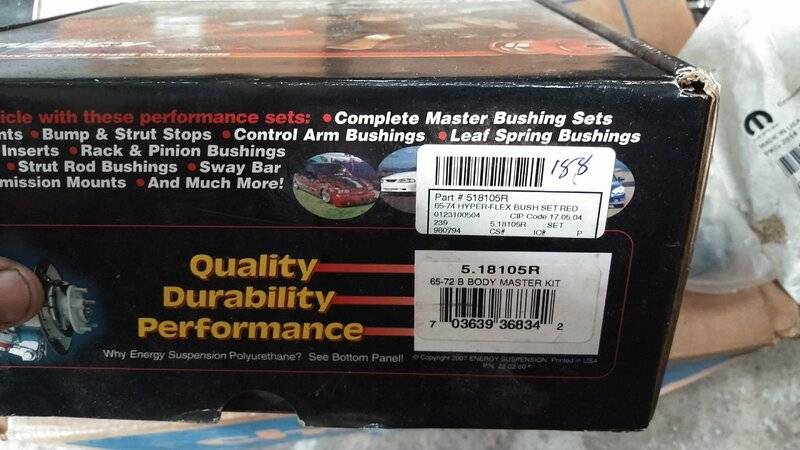 icle with these performance sets: • Complete Master Bushing Sets
nts • Bump & Strut Stops • Control Arm Bushings • Leaf Spring Bushings
Inserts • Rack & Pinion Bushings
• Strut Rod Bushings • Sway Bar
mission Mounts • And Much More!
188
Part # 518105R
65-74 HYPER-FLEX BUSH SET RED
0123100504 CIP Code 17.05.04
239 5.18105R SET
980794 CS# IC# P
Quality
Durability
Performance
5.18105R
65-72 B BODY MASTER KIT
7 03639 36834 2
Why Energy Suspension Polyurethane? See Bottom Panel!
© Copyright 2007 ENERGY SUSPENSION Printed in USA
MADE IN USA